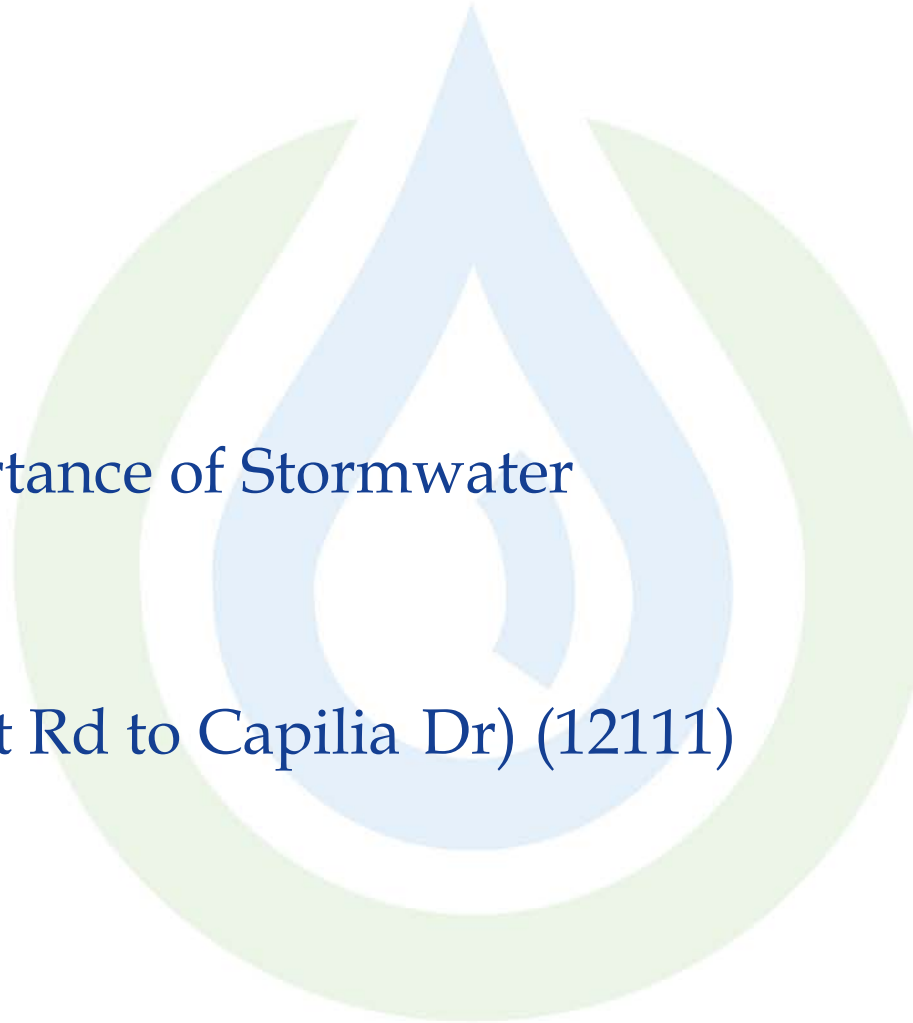 rtance of Stormwater
t Rd to Capilia Dr) (12111)